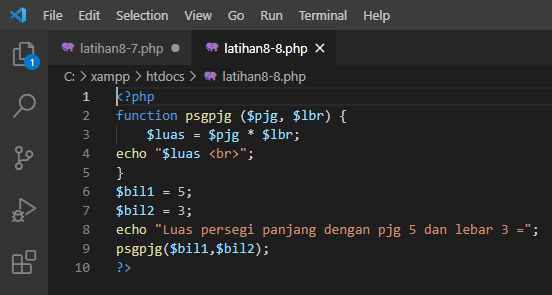 File Edit Selection View Go Run Terminal Help
latihan8-7.php latihan8-8.php
C: > xampp > htdocs > latihan8-8.php
1 <?php
2 function psgpjg ($pjg, $lbr) {
3 $luas = $pjg * $lbr;
4 echo "$luas <br>";
5 }
6 $bil1 = 5;
7 $bil2 = 3;
8 echo "Luas persegi panjang dengan pjg 5 dan lebar 3 =";
9 psgpjg($bil1,$bil2);
10 ?>
1